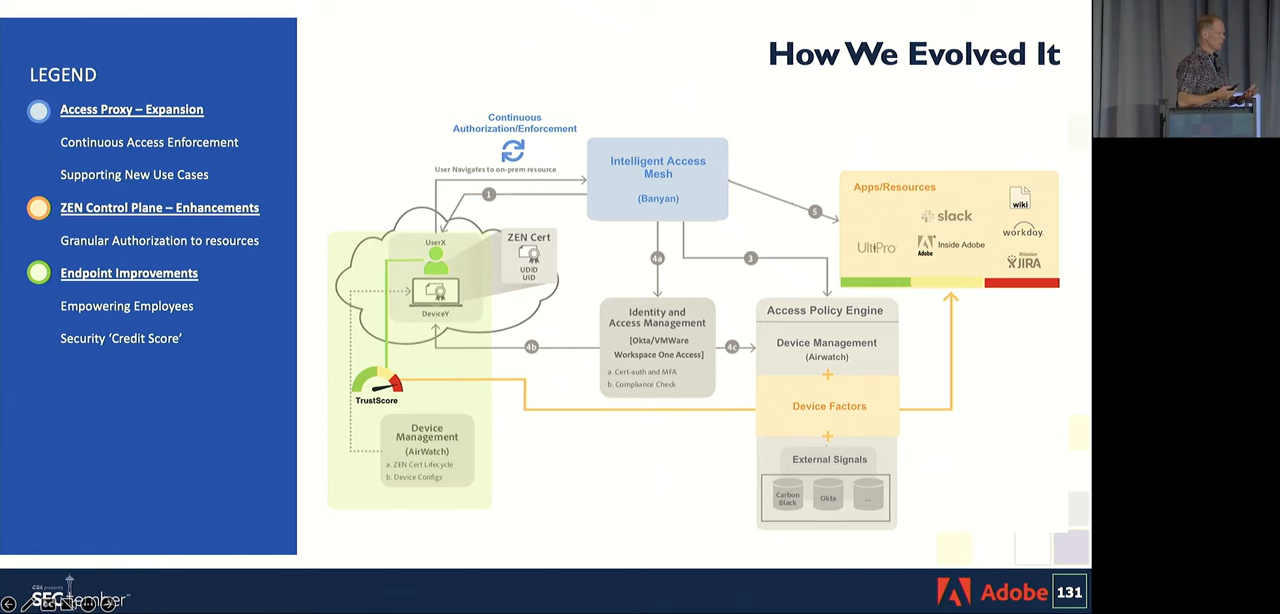 How We Evolved It
LEGEND
Access Proxy – Expansion
Continuous Access Enforcement
Supporting New Use Cases
ZEN Control Plane – Enhancements
Granular Authorization to resources
Endpoint Improvements
Empowering Employees
Security ‘Credit Score’
Continuous
Authorization/Enforcement
User Navigates to on-prem resource
1
Intelligent Access
Mesh
(Banyan)
5
Apps/Resources
wiki
slack
workday.
UltiPro
Adobe
Inside Adobe
Atlassian
JIRA
UserX
DeviceY
ZEN Cert
UDID
UID
4a
3
Identity and
Access Management
[Okta/VMWare
Workspace One Access]
a. Cert-auth and MFA
b. Compliance Check
4b
4c
Access Policy Engine
Device Management
(Airwatch)
+
Device Factors
+
External Signals
Carbon
Black
Okta
...
TrustScore
Device
Management
(AirWatch)
a. ZEN Cert Lifecycle
b. Device Configs
CSA presents
SECtember
Adobe
131